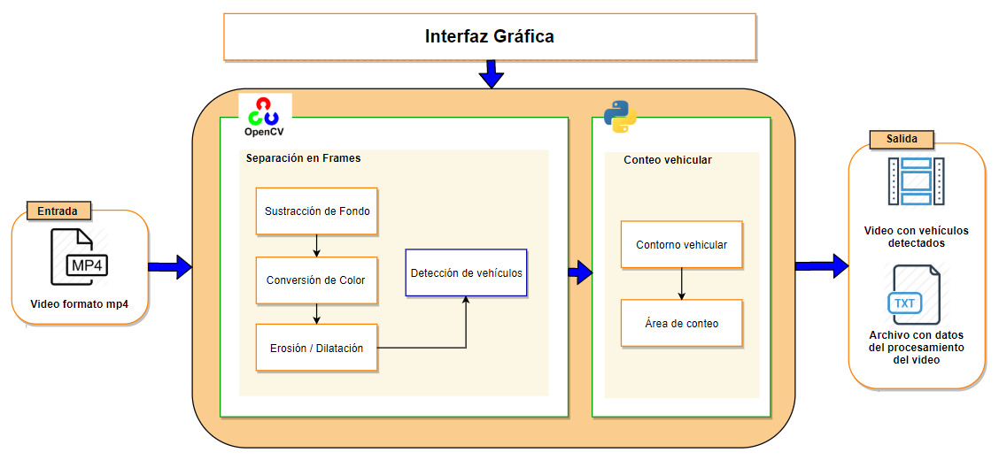 Interfaz Gráfica
Entrada
MP4
Video formato mp4
OpenCV
Separación en Frames
Sustracción de Fondo
Conversión de Color
Erosión / Dilatación
Detección de vehículos
Conteo vehicular
Contorno vehicular
Área de conteo
Salida
Video con vehículos
detectados
TXT
Archivo con datos
del procesamiento
del video